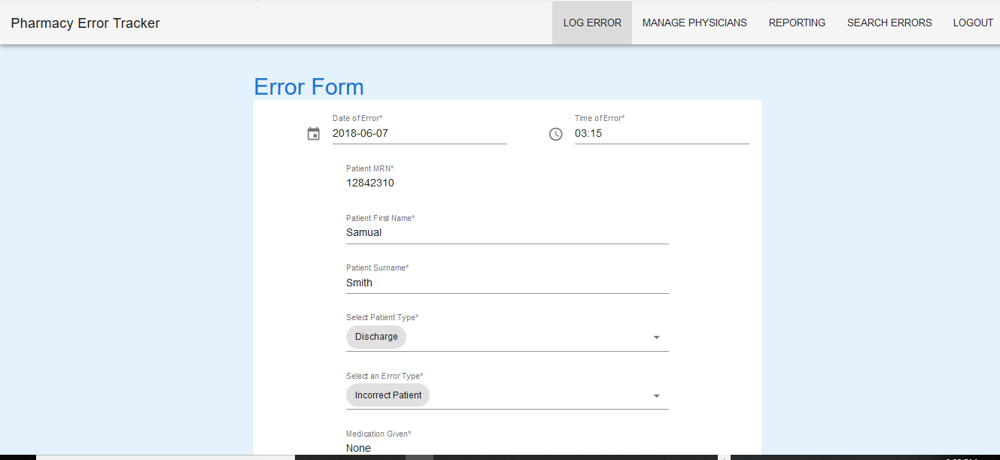 Pharmacy Error Tracker LOG ERROR MANAGE PHYSICIANS REPORTING SEARCH ERRORS LOGOUT
Error Form
Date of Error* Time of Error*
2018-06-07 03:15
Patient MRN*
12842310
Patient First Name*
Samual
Patient Surname*
Smith
Select Patient Type*
Discharge
Select an Error Type*
Incorrect Patient
Medication Given*
None